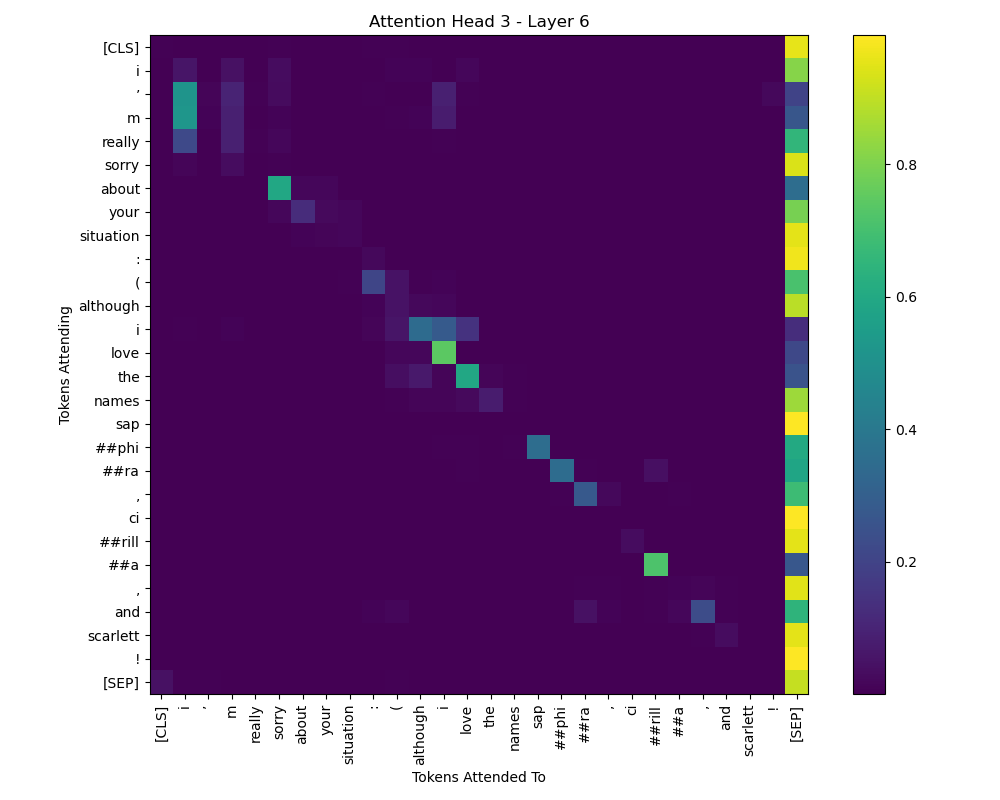 Attention Head 3 - Layer 6
Tokens Attending
[CLS]
i
'
m
really
sorry
about
your
situation
:
(
although
i
love
the
names
sap
##phi
##ra
,
ci
##rill
##a
,
and
scarlett
!
[SEP]
[CLS]
i
'
m
really
sorry
about
your
situation
:
(
although
i
love
the
names
sap
##phi
##ra
,
ci
##rill
##a
,
and
scarlett
!
[SEP]
Tokens Attended To
0.8
0.6
0.4
0.2